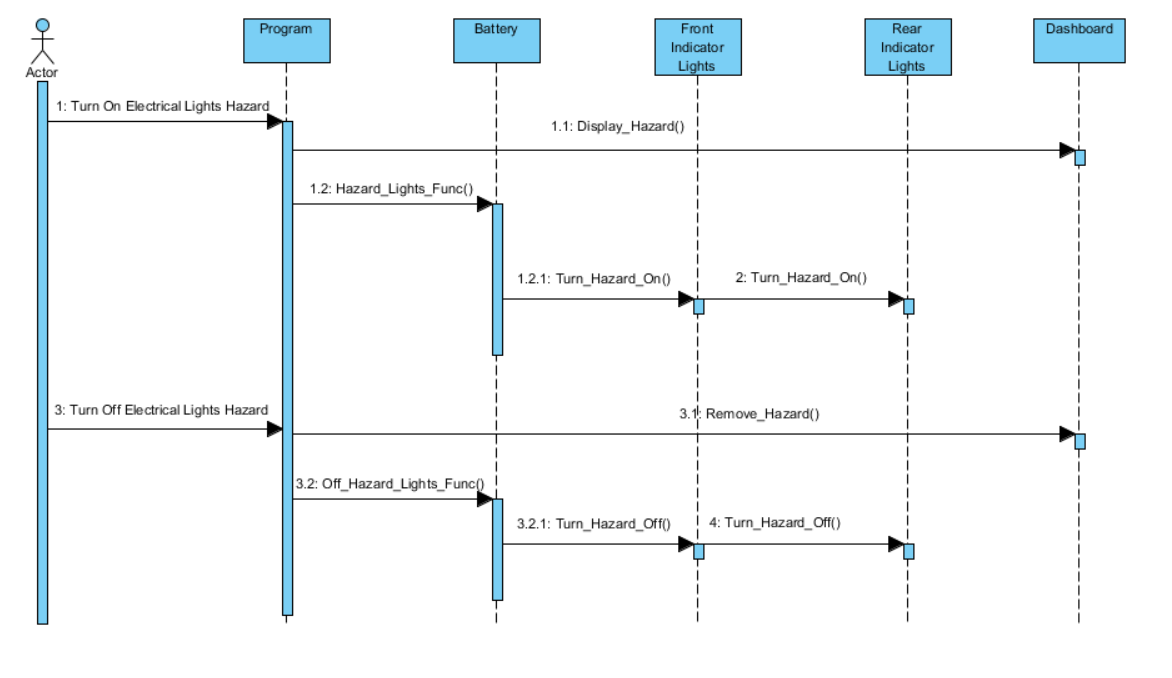 Actor
Program
Battery
Front
Indicator
Lights
Rear
Indicator
Lights
Dashboard
1: Turn On Electrical Lights Hazard
1.1: Display_Hazard()
1.2: Hazard_Lights_Func()
1.2.1: Turn_Hazard_On()
2: Turn_Hazard_On()
3: Turn Off Electrical Lights Hazard
3.1: Remove_Hazard()
3.2: Off_Hazard_Lights_Func()
3.2.1: Turn_Hazard_Off()
4: Turn_Hazard_Off()